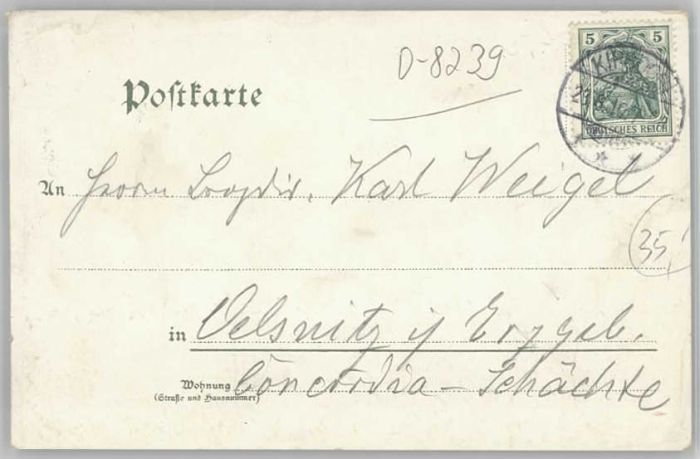 D-8239
5 5
DEUTSCHES REICH
Postkarte
An Herrn Bergdir. Karl Weigel
35,
in Oelsnitz i/ Erzgeb.
Wohnung Concordia-Schächte
(Straße und Hausnummer)